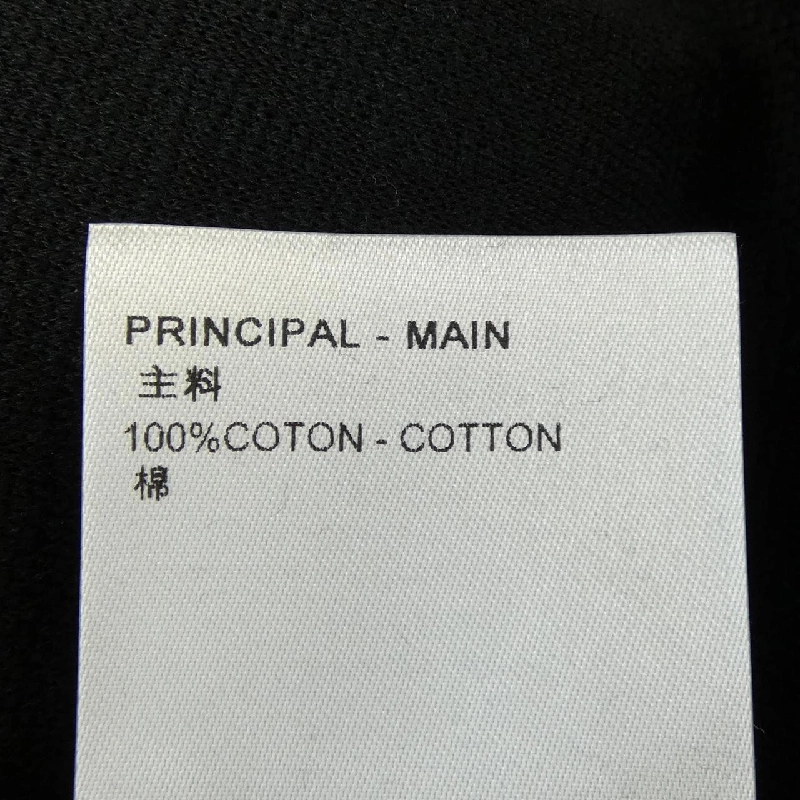 PRINCIPAL - MAIN
主料
100%COTON - COTTON
棉